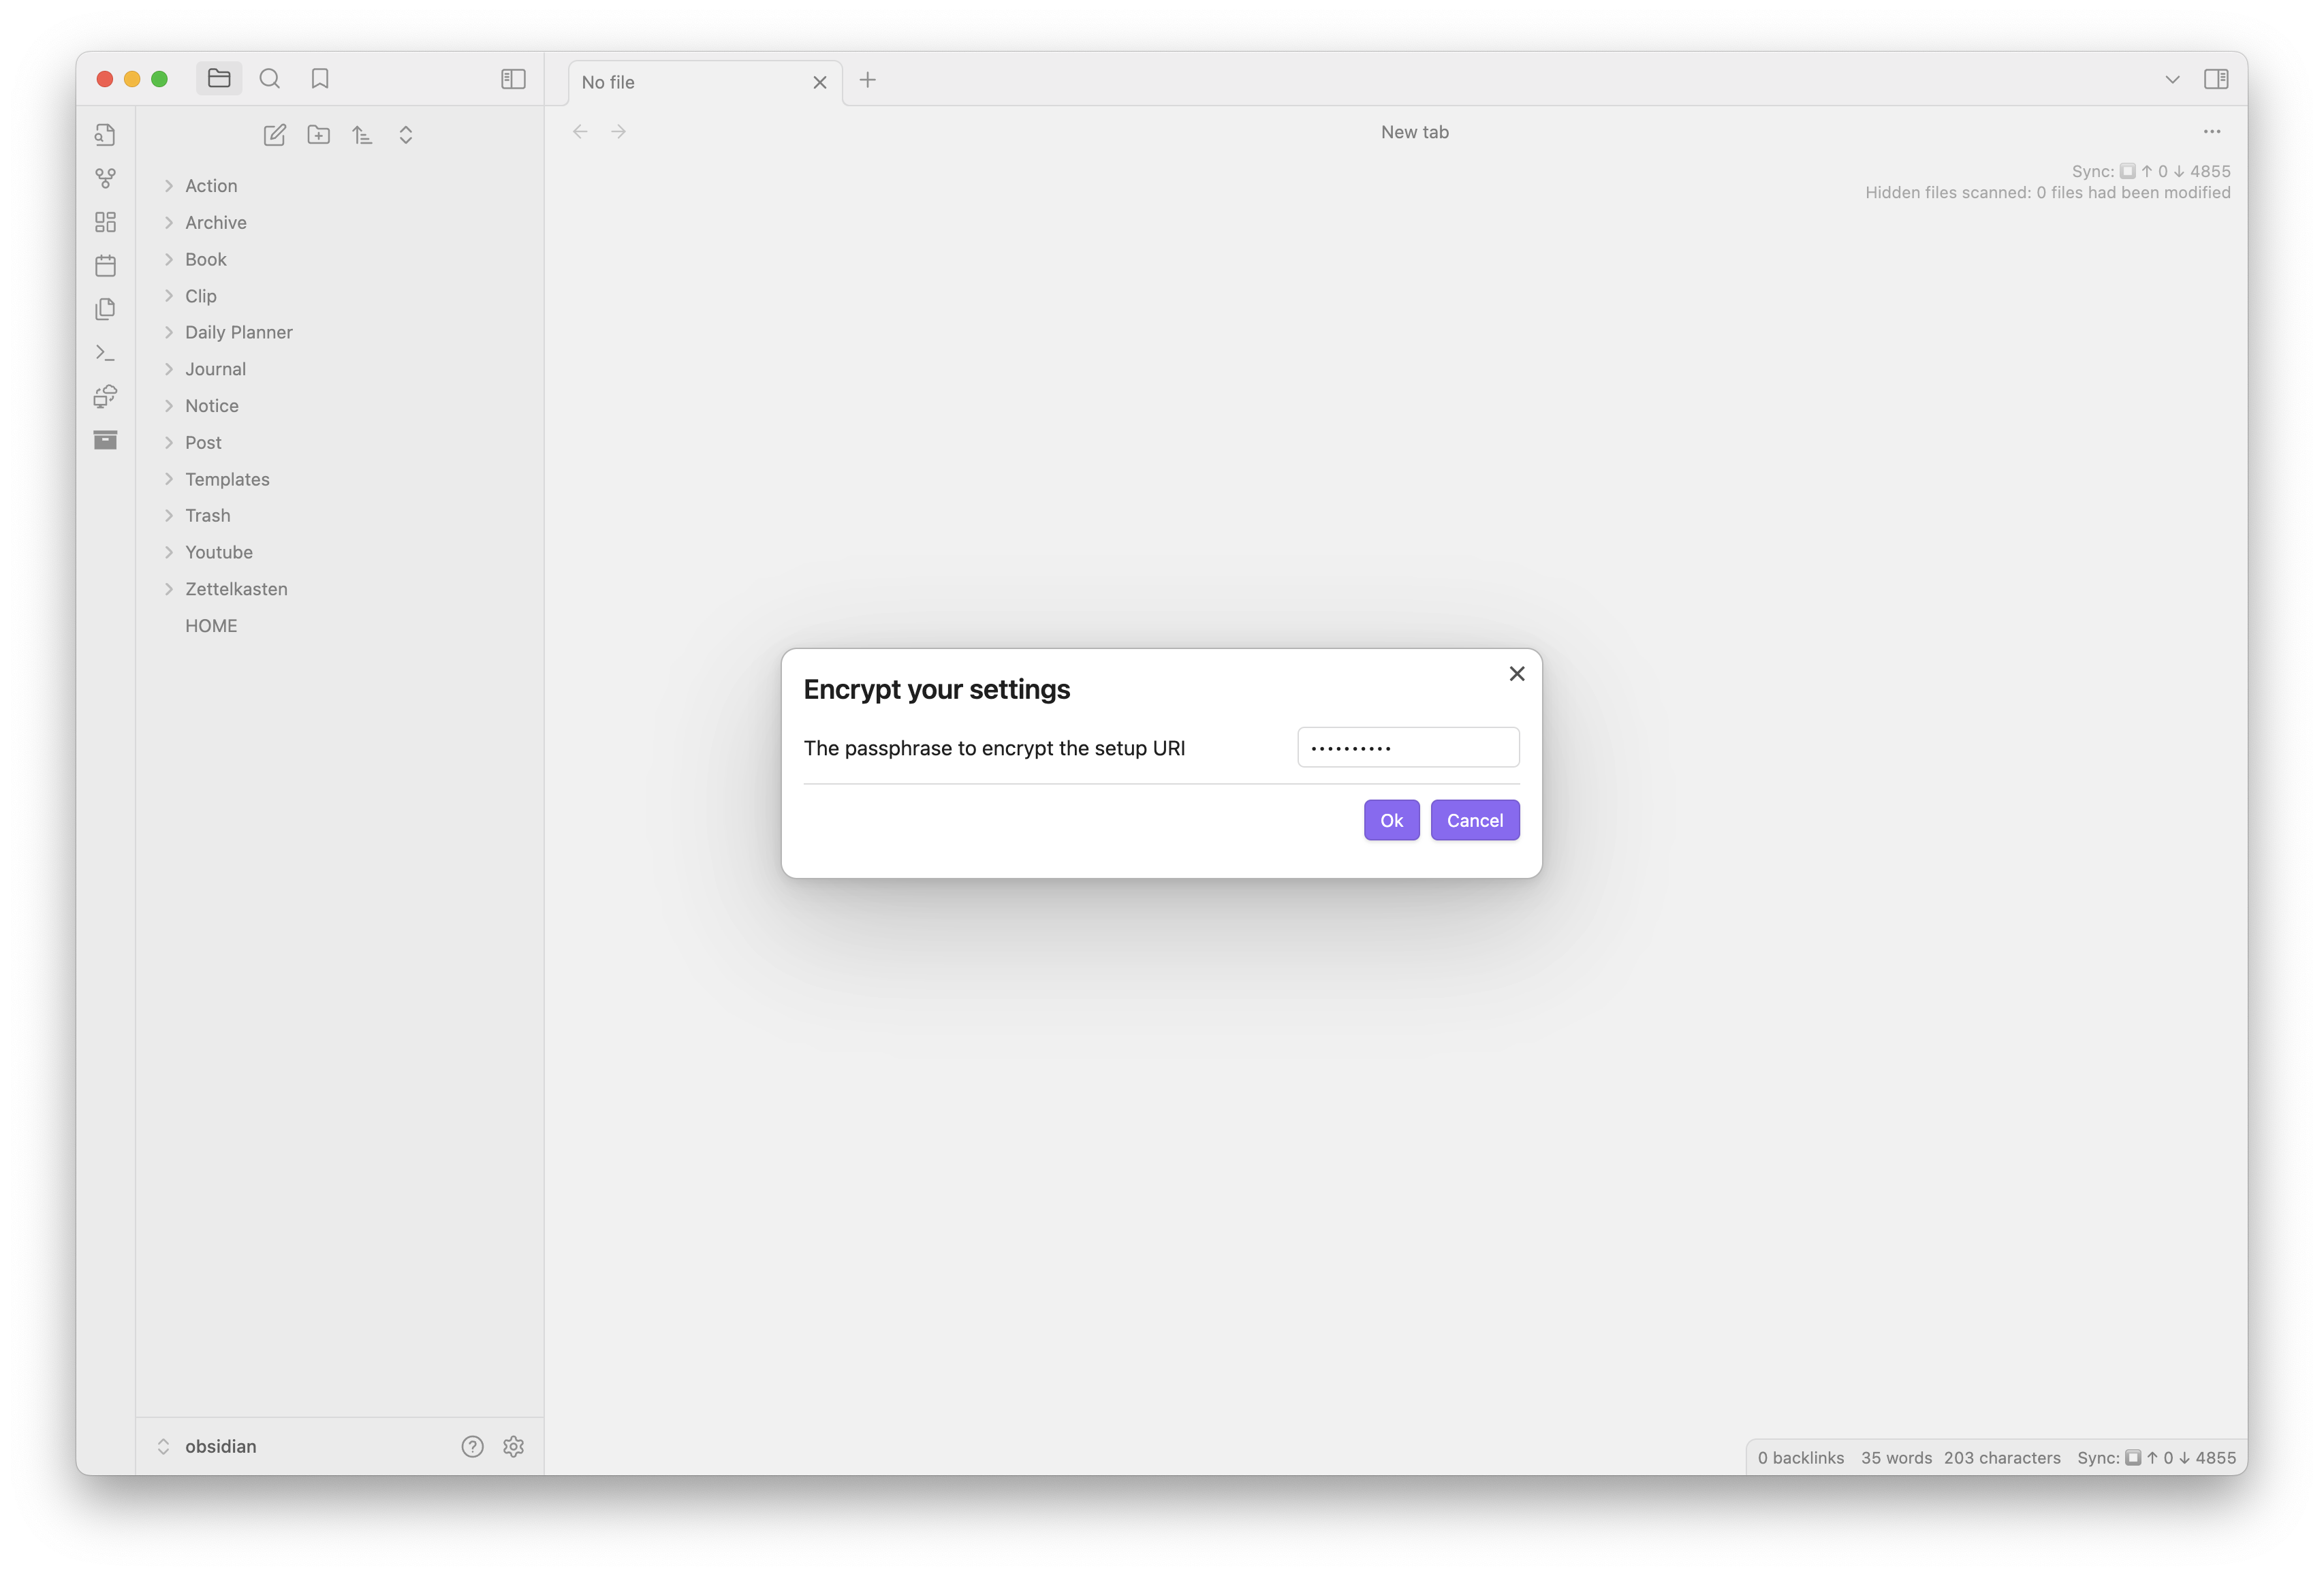 No file
New tab
Sync: ⏹ ↑ 0 ↓ 4855
Hidden files scanned: 0 files had been modified
Action
Archive
Book
Clip
Daily Planner
Journal
Notice
Post
Templates
Trash
Youtube
Zettelkasten
HOME
Encrypt your settings
The passphrase to encrypt the setup URI
••••••••••
Ok Cancel
obsidian
0 backlinks 35 words 203 characters Sync: ⏹ ↑ 0 ↓ 4855